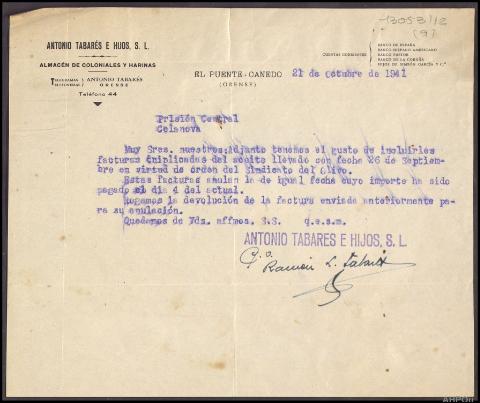 13053/12
(9)
ANTONIO TABARÉS E HIJOS, S. L.
ALMACÉN DE COLONIALES Y HARINAS
TELEGRAMAS
TELEFONEMAS
ANTONIO TABARÉS
ORENSE
Teléfono 44
CUENTAS CORRIENTES
BANCO DE ESPAÑA
BANCO HISPANO AMERICANO
BANCO PASTOR
BANCO DE LA CORUÑA
HIJOS DE SIMEÓN GARCÍA Y C.ª
EL PUENTE-CANEDO
(ORENSE)
21 de Octubre de 1941
Prisión Central
Celanova
Muy Sres. nuestros: Adjunto tenemos el gusto de incluirles
facturas triplicadas del aceite llevado con fecha 26 de Septiem-
bre en virtud de orden del Sindicato del Olivo.
Estas facturas anulan la de igual fecha cuyo importe ha sido
pagado el día 4 del actual.
Rogamos la devolución de la factura enviada anteriormente pa-
ra su anulación.
Quedamos de Vdz. affmos. S.S. q.e.s.m.
ANTONIO TABARES E HIJOS, S. L.
p.o.
Ramón L. Tabarés
AHPOu